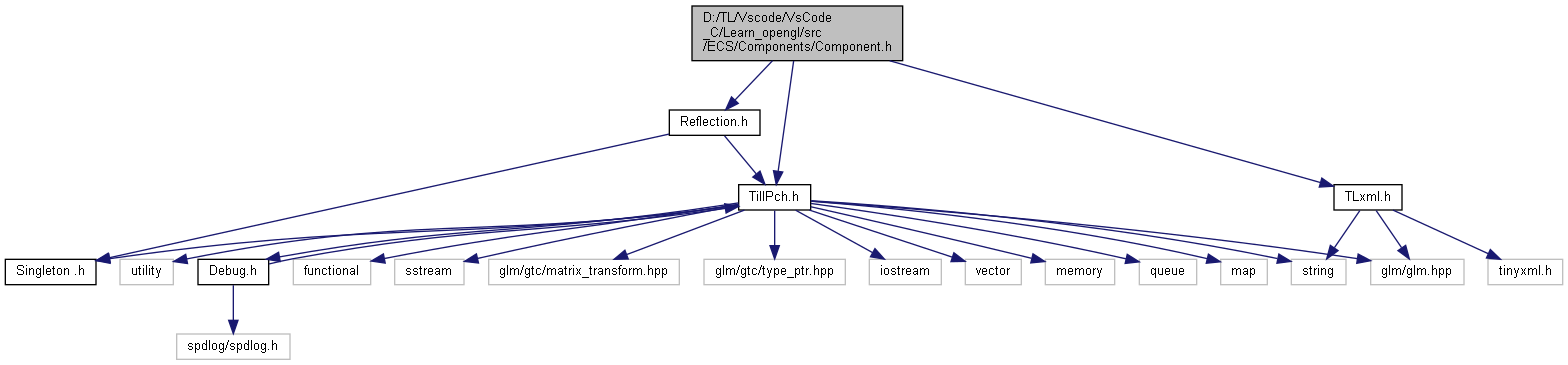 D:/TL/Vscode/VsCode
_C/Learn_opengl/src
/ECS/Components/Component.h
Reflection.h
TillPch.h
TLxml.h
Singleton .h
utility
Debug.h
functional
sstream
glm/gtc/matrix_transform.hpp
glm/gtc/type_ptr.hpp
iostream
vector
memory
queue
map
string
glm/glm.hpp
tinyxml.h
spdlog/spdlog.h